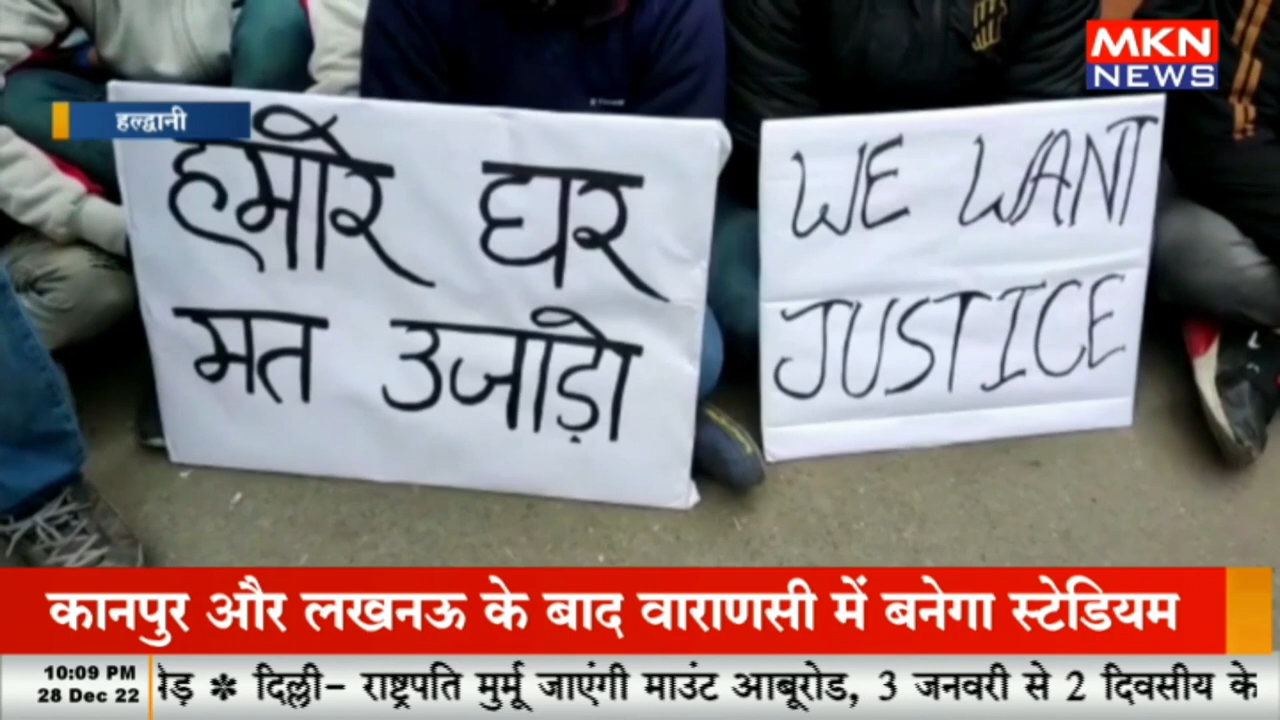 MKN
NEWS
हल्द्वानी
हमारे घर
मत उजाड़ो
WE WANT
JUSTICE
कानपुर और लखनऊ के बाद वाराणसी में बनेगा स्टेडियम
10:09 PM
28 Dec 22
✽ दिल्ली- राष्ट्रपति मुर्मू जाएंगी माउंट आबूरोड, 3 जनवरी से 2 दिवसीय के